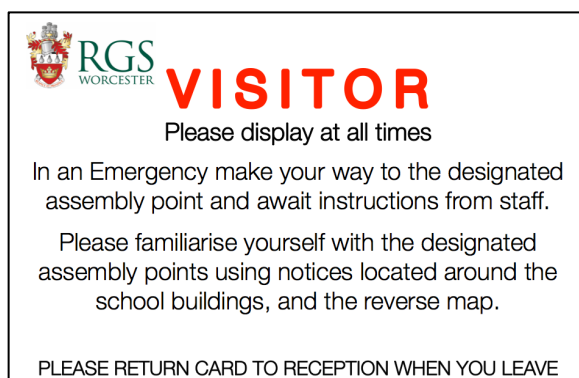 RGS
WORCESTER
VISITOR
Please display at all times
In an Emergency make your way to the designated
assembly point and await instructions from staff.
Please familiarise yourself with the designated
assembly points using notices located around the
school buildings, and the reverse map.
PLEASE RETURN CARD TO RECEPTION WHEN YOU LEAVE